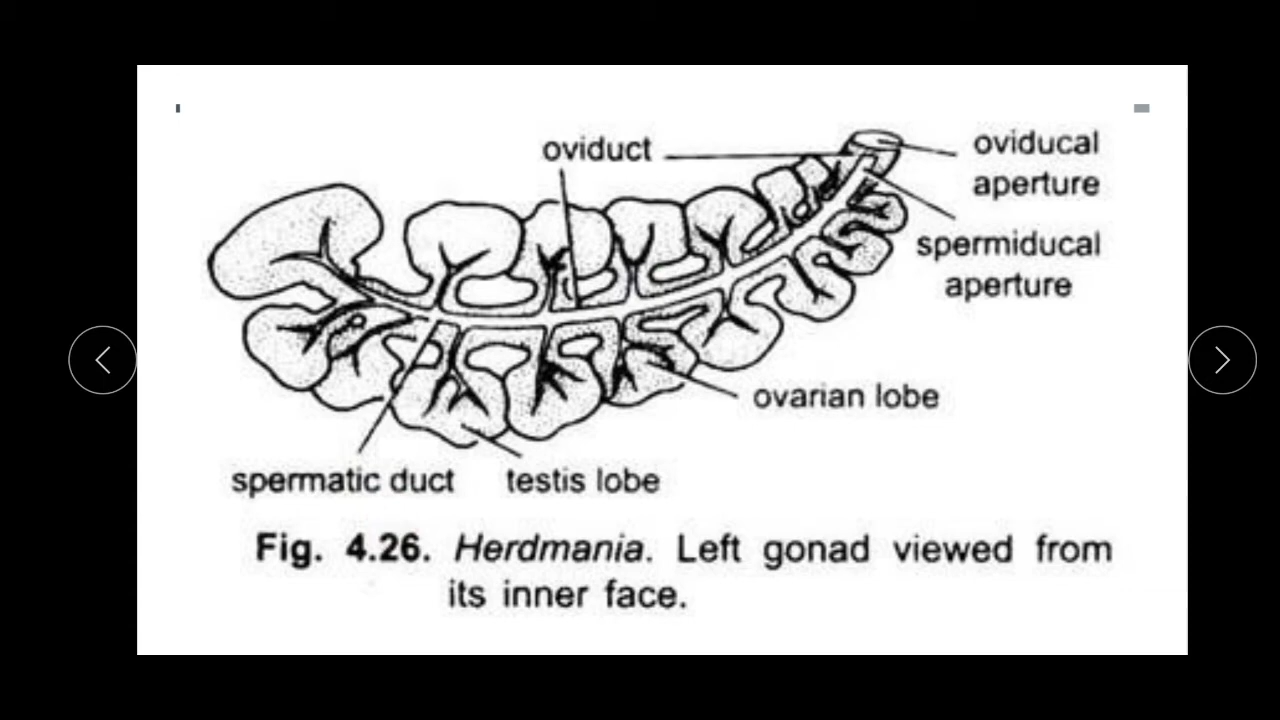 oviduct
oviducal
aperture
spermiducal
aperture
ovarian lobe
spermatic duct
testis lobe
Fig. 4.26. Herdmania. Left gonad viewed from
its inner face.